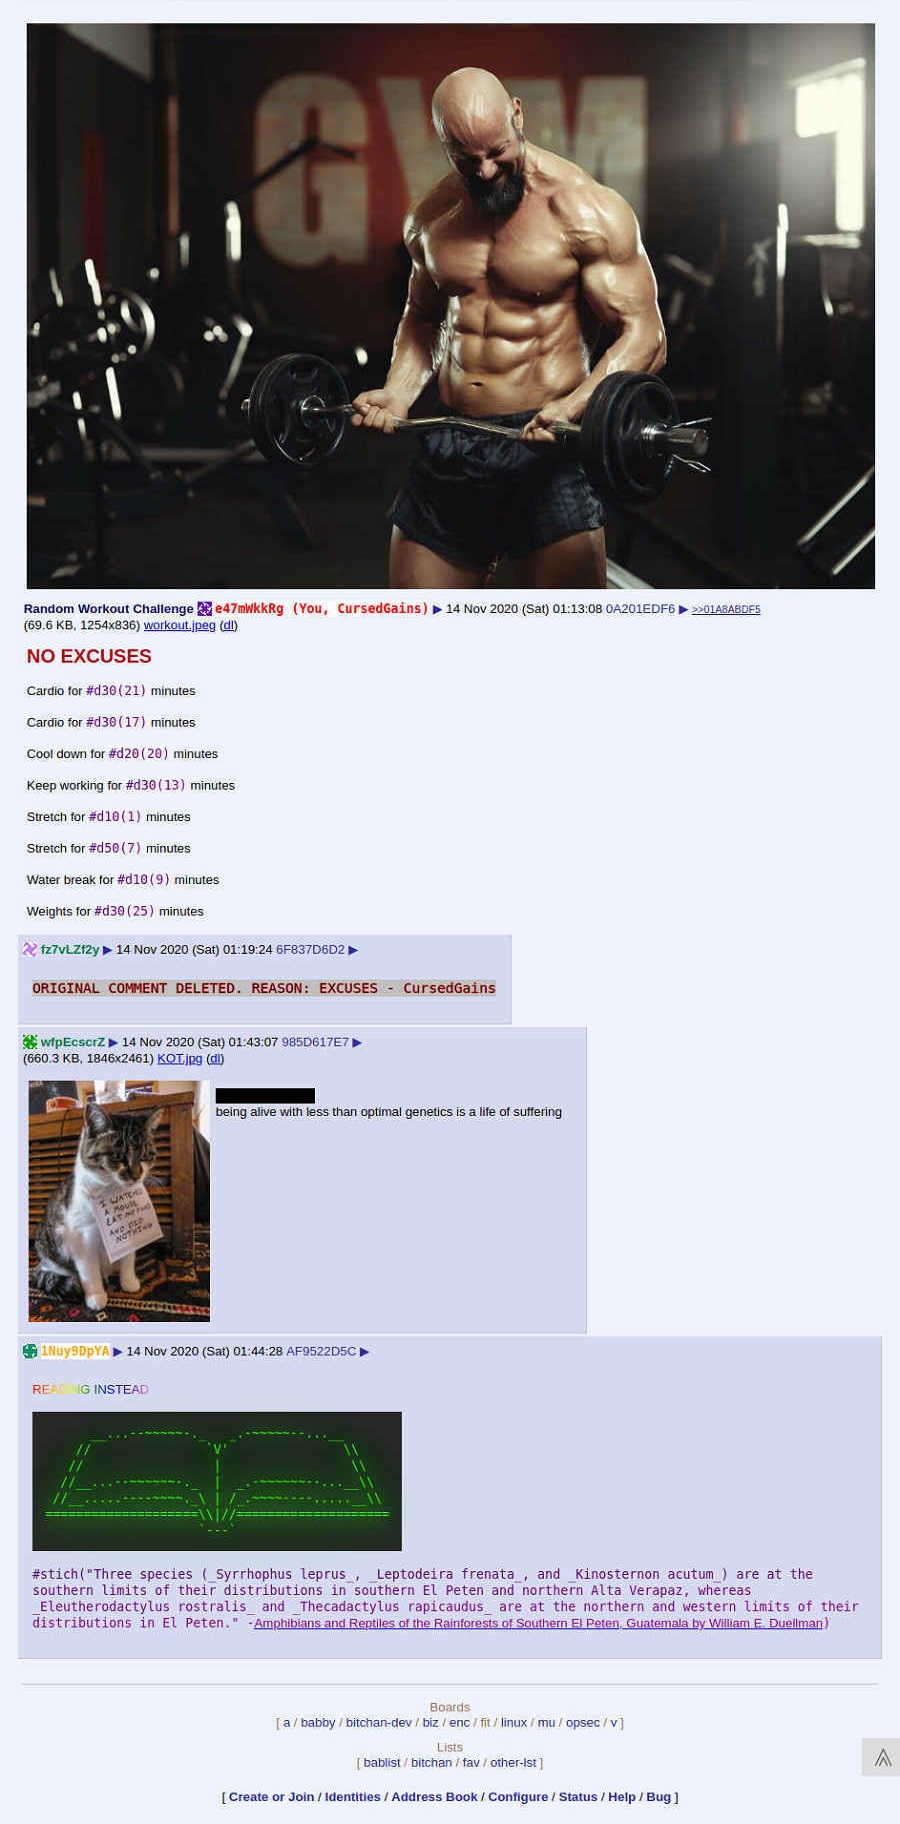 GYM
Random Workout Challenge e47mWkkRg (You, CursedGains) ▶ 14 Nov 2020 (Sat) 01:13:08 0A201EDF6 ▶ >>01A8ABDF5
(69.6 KB, 1254x836) workout.jpeg (dl)
NO EXCUSES
Cardio for #d30(21) minutes
Cardio for #d30(17) minutes
Cool down for #d20(20) minutes
Keep working for #d30(13) minutes
Stretch for #d10(1) minutes
Stretch for #d50(7) minutes
Water break for #d10(9) minutes
Weights for #d30(25) minutes
fz7vLZf2y ▶ 14 Nov 2020 (Sat) 01:19:24 6F837D6D2 ▶
ORIGINAL COMMENT DELETED. REASON: EXCUSES - CursedGains
wfpEcscrZ ▶ 14 Nov 2020 (Sat) 01:43:07 985D617E7 ▶
(660.3 KB, 1846x2461) KOT.jpg (dl)
being alive with less than optimal genetics is a life of suffering
I WATCHED
A MOUSE
EAT MY FOOD
AND DID
NOTHING
1Nuy9DpYA ▶ 14 Nov 2020 (Sat) 01:44:28 AF9522D5C ▶
READING INSTEAD
#stich("Three species (_Syrrhophus leprus_, _Leptodeira frenata_, and _Kinosternon acutum_) are at the
southern limits of their distributions in southern El Peten and northern Alta Verapaz, whereas
_Eleutherodactylus rostralis_ and _Thecadactylus rapicaudus_ are at the northern and western limits of their
distributions in El Peten." -Amphibians and Reptiles of the Rainforests of Southern El Peten, Guatemala by William E. Duellman)
Boards
[ a / babby / bitchan-dev / biz / enc / fit / linux / mu / opsec / v ]
Lists
[ bablist / bitchan / fav / other-lst ]
[ Create or Join / Identities / Address Book / Configure / Status / Help / Bug ]